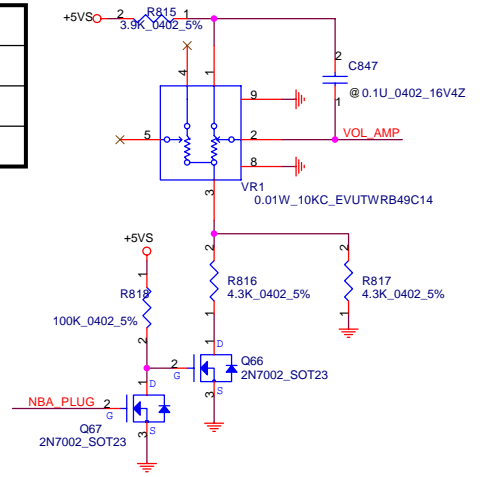 +5VS 2 R815 1
3.9K_0402_5%
4 1
2
C847
@ 0.1U_0402_16V4Z
1
9
5 2 VOL_AMP
8
VR1
0.01W_10KC_EVUTWRB49C14
3
+5VS
2 2
1
R816
4.3K_0402_5%
R817
4.3K_0402_5%
R818
100K_0402_5%
1 1
2
1 D
2 G
Q66
2N7002_SOT23
3 S
NBA_PLUG 2 G
1 D
3 S
Q67
2N7002_SOT23